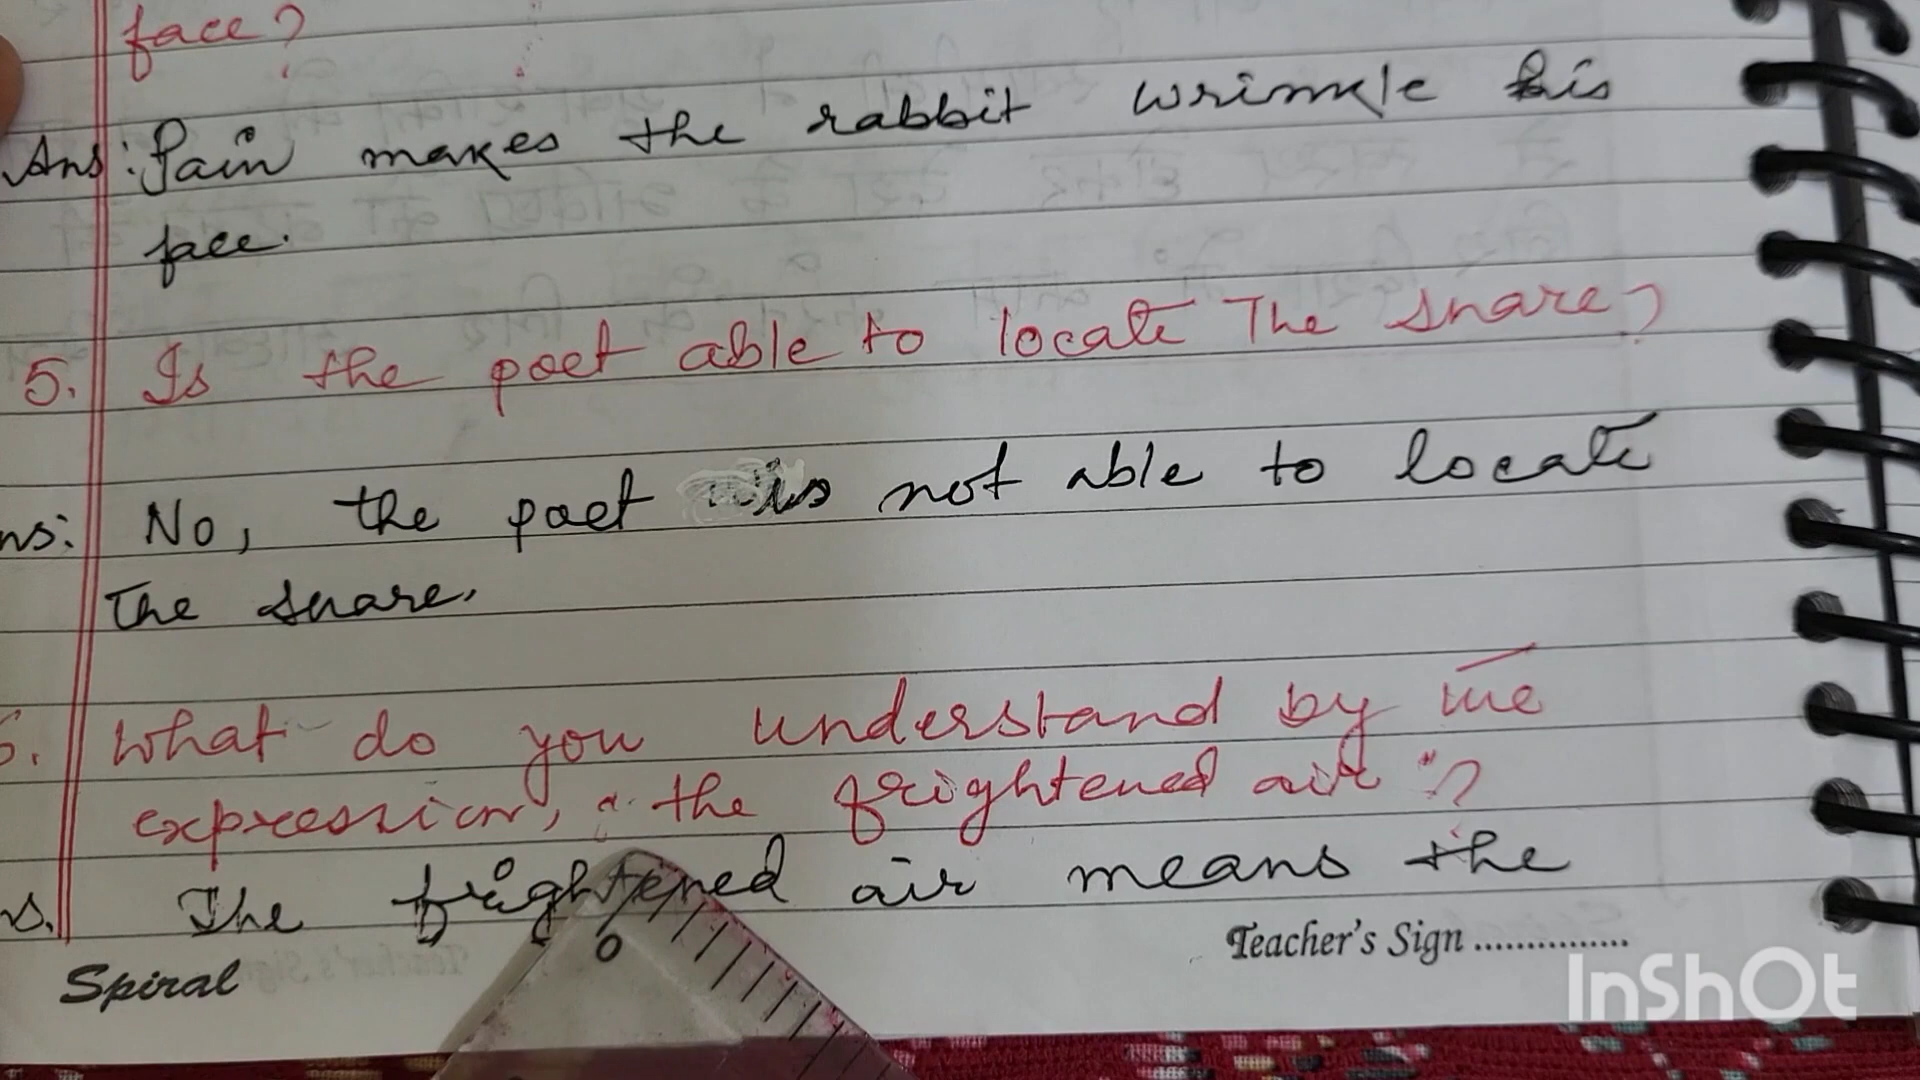 face?
Ans: Pain makes the rabbit wrinkle his
face.
5. Is the poet able to locate The snare?
ns: No, the poet is not able to locate
The snare.
6. What do you understand by the
expression, "the frightened air"?
s. The frightened air means the
Teacher's Sign ...............
Spiral
0
InShOt